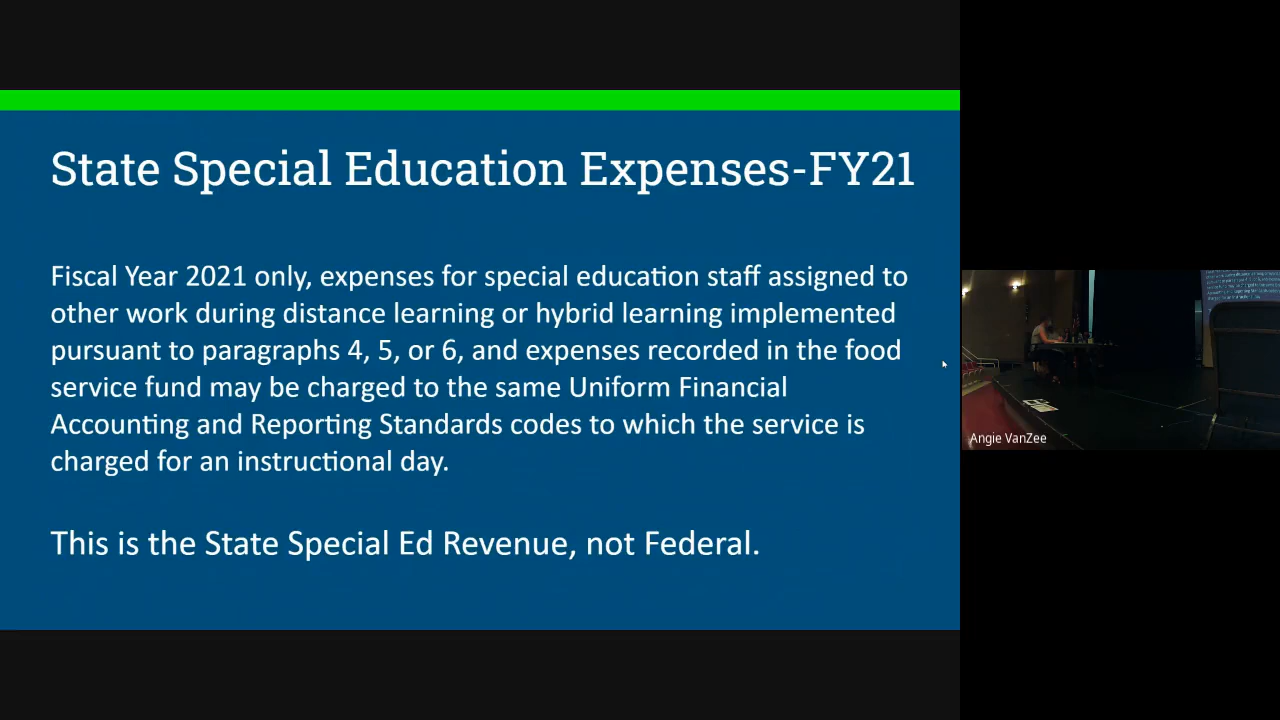 State Special Education Expenses-FY21
Fiscal Year 2021 only, expenses for special education staff assigned to
other work during distance learning or hybrid learning implemented
pursuant to paragraphs 4, 5, or 6, and expenses recorded in the food
service fund may be charged to the same Uniform Financial
Accounting and Reporting Standards codes to which the service is
charged for an instructional day.
This is the State Special Ed Revenue, not Federal.
Angie VanZee